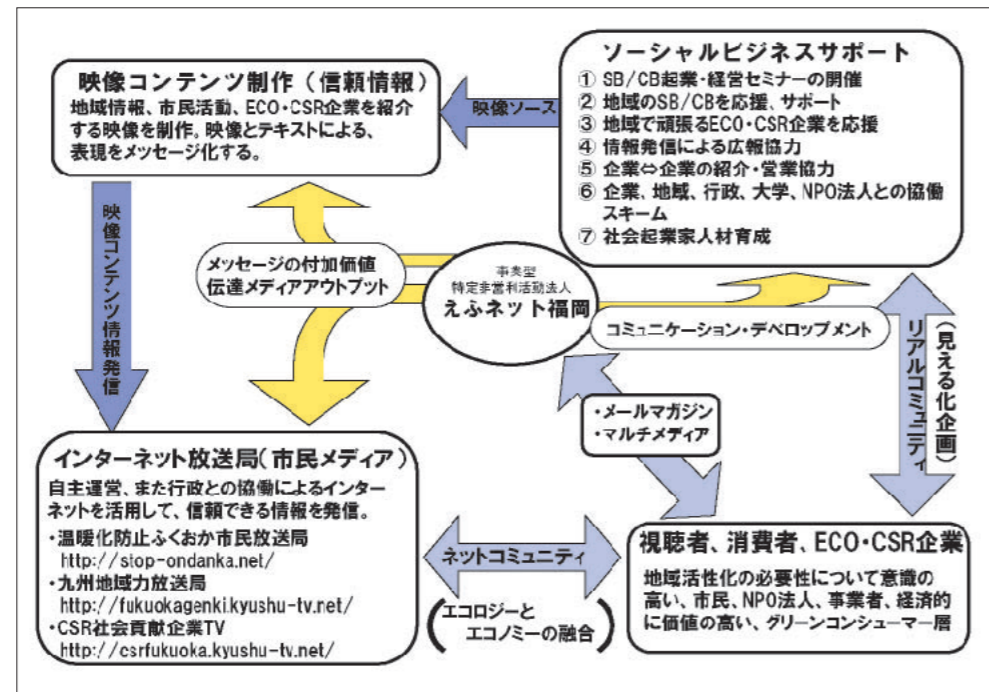 映像コンテンツ制作（信頼情報）
地域情報、市民活動、ECO・CSR企業を紹介
する映像を制作。映像とテキストによる、
表現をメッセージ化する。
映像ソース
ソーシャルビジネスサポート
① SB/CB起業・経営セミナーの開催
② 地域のSB/CBを応援、サポート
③ 地域で頑張るECO・CSR企業を応援
④ 情報発信による広報協力
⑤ 企業⇔企業の紹介・営業協力
⑥ 企業、地域、行政、大学、NPO法人との協働
スキーム
⑦ 社会起業家人材育成
映像コンテンツ情報発信
メッセージの付加価値
伝達メディアアウトプット
事業型
特定非営利活動法人
えふネット福岡
コミュニケーション・デベロップメント
（見える化企画）
リアルコミュニティ
・メールマガジン
・マルチメディア
インターネット放送局（市民メディア）
自主運営、また行政との協働によるインター
ネットを活用して、信頼できる情報を発信。
・温暖化防止ふくおか市民放送局
http://stop-ondanka.net/
・九州地域力放送局
http://fukuokagenki.kyushu-tv.net/
・CSR社会貢献企業TV
http://csrfukuoka.kyushu-tv.net/
ネットコミュニティ
（エコロジーと
エコノミーの融合）
視聴者、消費者、ECO・CSR企業
地域活性化の必要性について意識の
高い、市民、NPO法人、事業者、経済的
に価値の高い、グリーンコンシューマー層